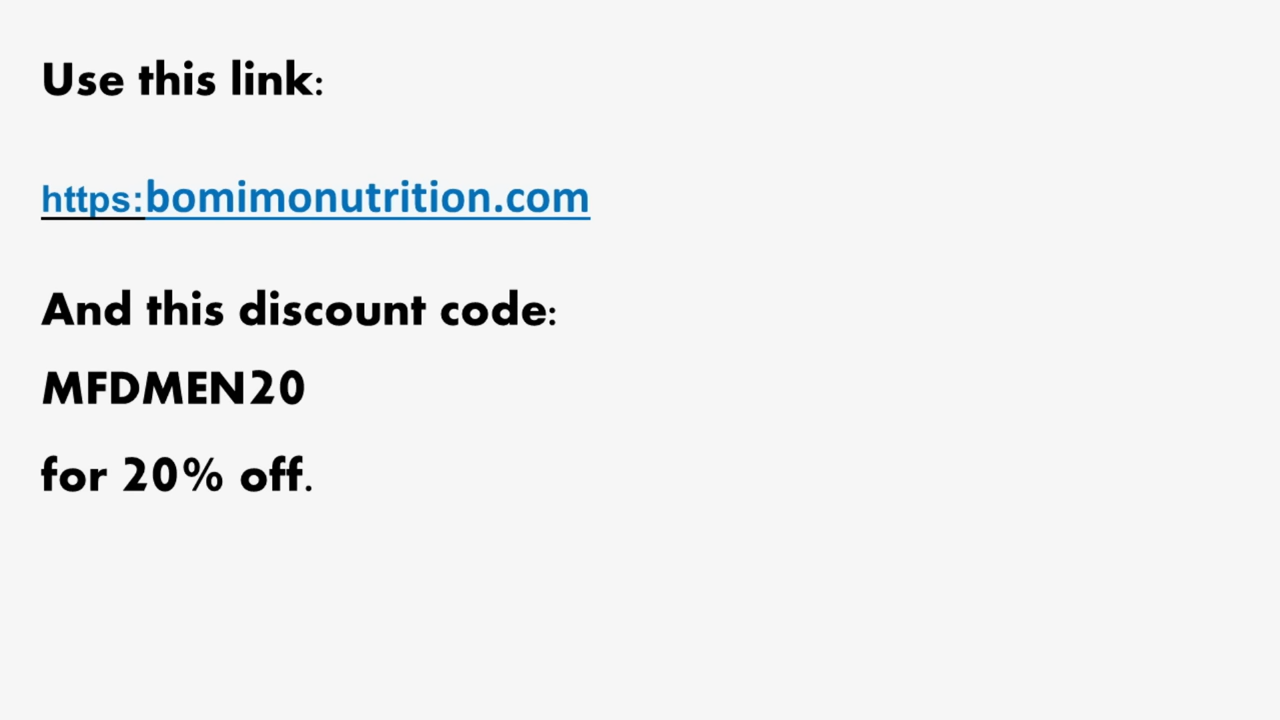 Use this link:
https:bomimonutrition.com
And this discount code:
MFDMEN20
for 20% off.